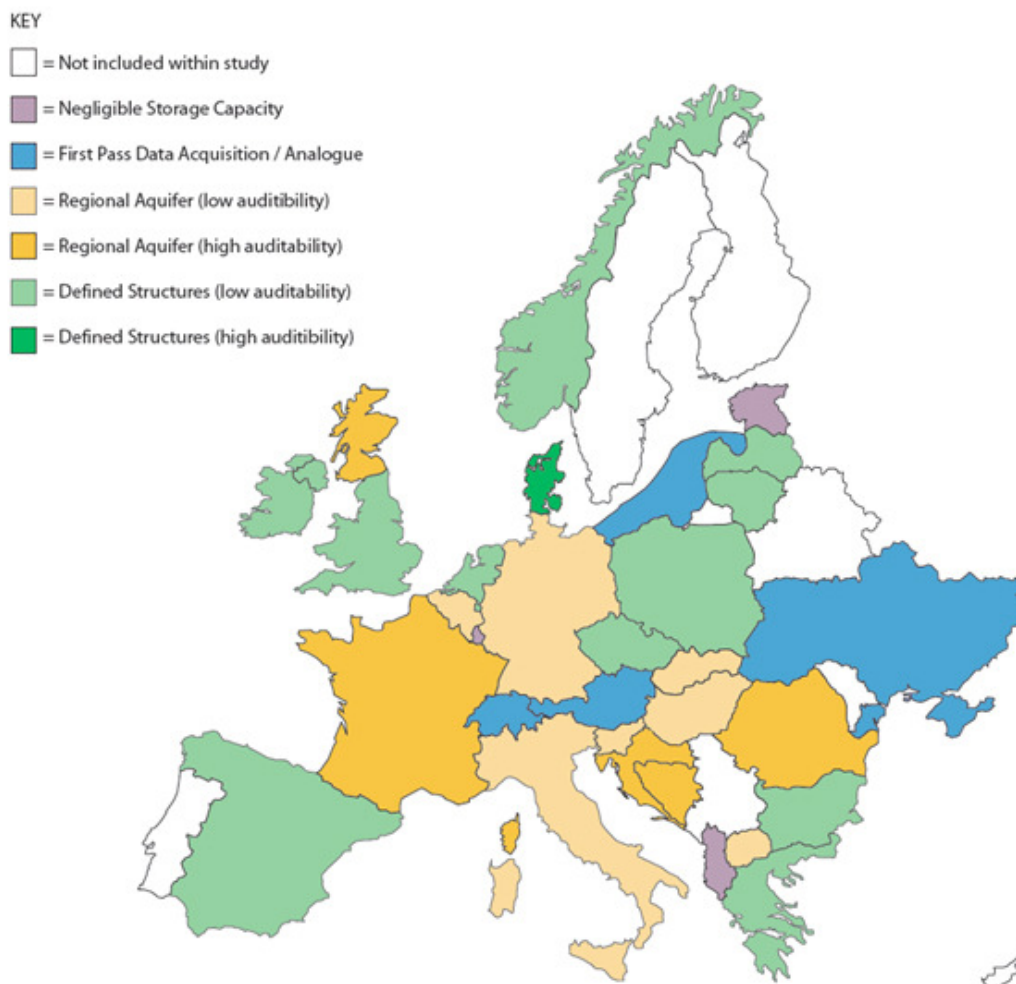 KEY
= Not included within study
= Negligible Storage Capacity
= First Pass Data Acquisition / Analogue
= Regional Aquifer (low auditibility)
= Regional Aquifer (high auditability)
= Defined Structures (low auditability)
= Defined Structures (high auditibility)